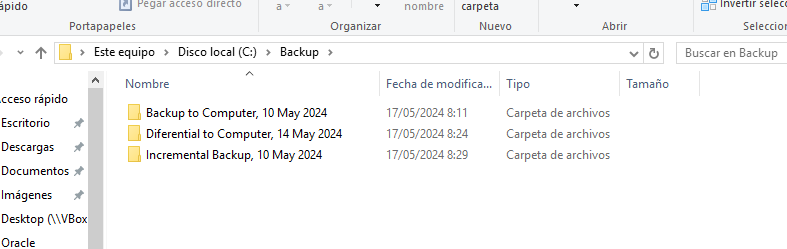 rápido
Pegar acceso directo
a
a
nombre
carpeta
Invertir selecc
Portapapeles
Organizar
Nuevo
Abrir
Seleccion
Este equipo > Disco local (C:) > Backup >
Buscar en Backup
Nombre
Fecha de modifica...
Tipo
Tamaño
Acceso rápido
Escritorio
Descargas
Documentos
Imágenes
Desktop (\\VBox
Oracle
Backup to Computer, 10 May 2024 17/05/2024 8:11 Carpeta de archivos
Diferential to Computer, 14 May 2024 17/05/2024 8:24 Carpeta de archivos
Incremental Backup, 10 May 2024 17/05/2024 8:29 Carpeta de archivos